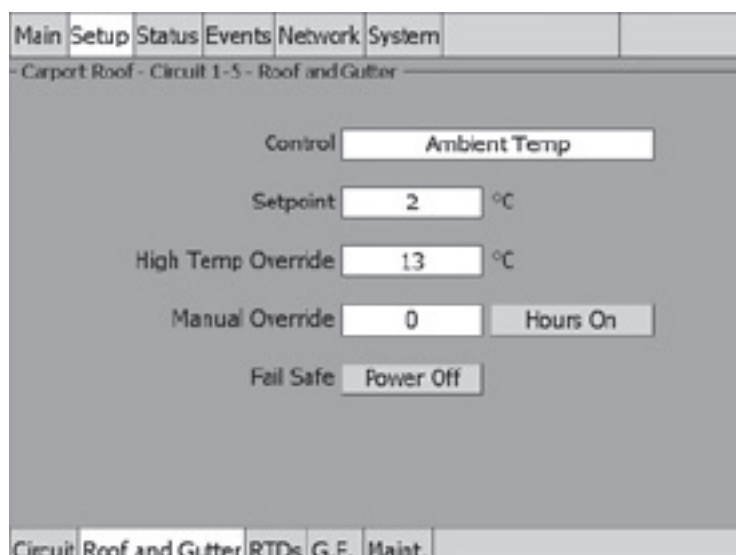 Main Setup Status Events Network System
Carport Roof - Circuit 1-5 - Roof and Gutter
Control Ambient Temp
Setpoint 2 °C
High Temp Override 13 °C
Manual Override 0 Hours On
Fail Safe Power Off
Circuit Roof and Gutter RTDs G.F. Maint.